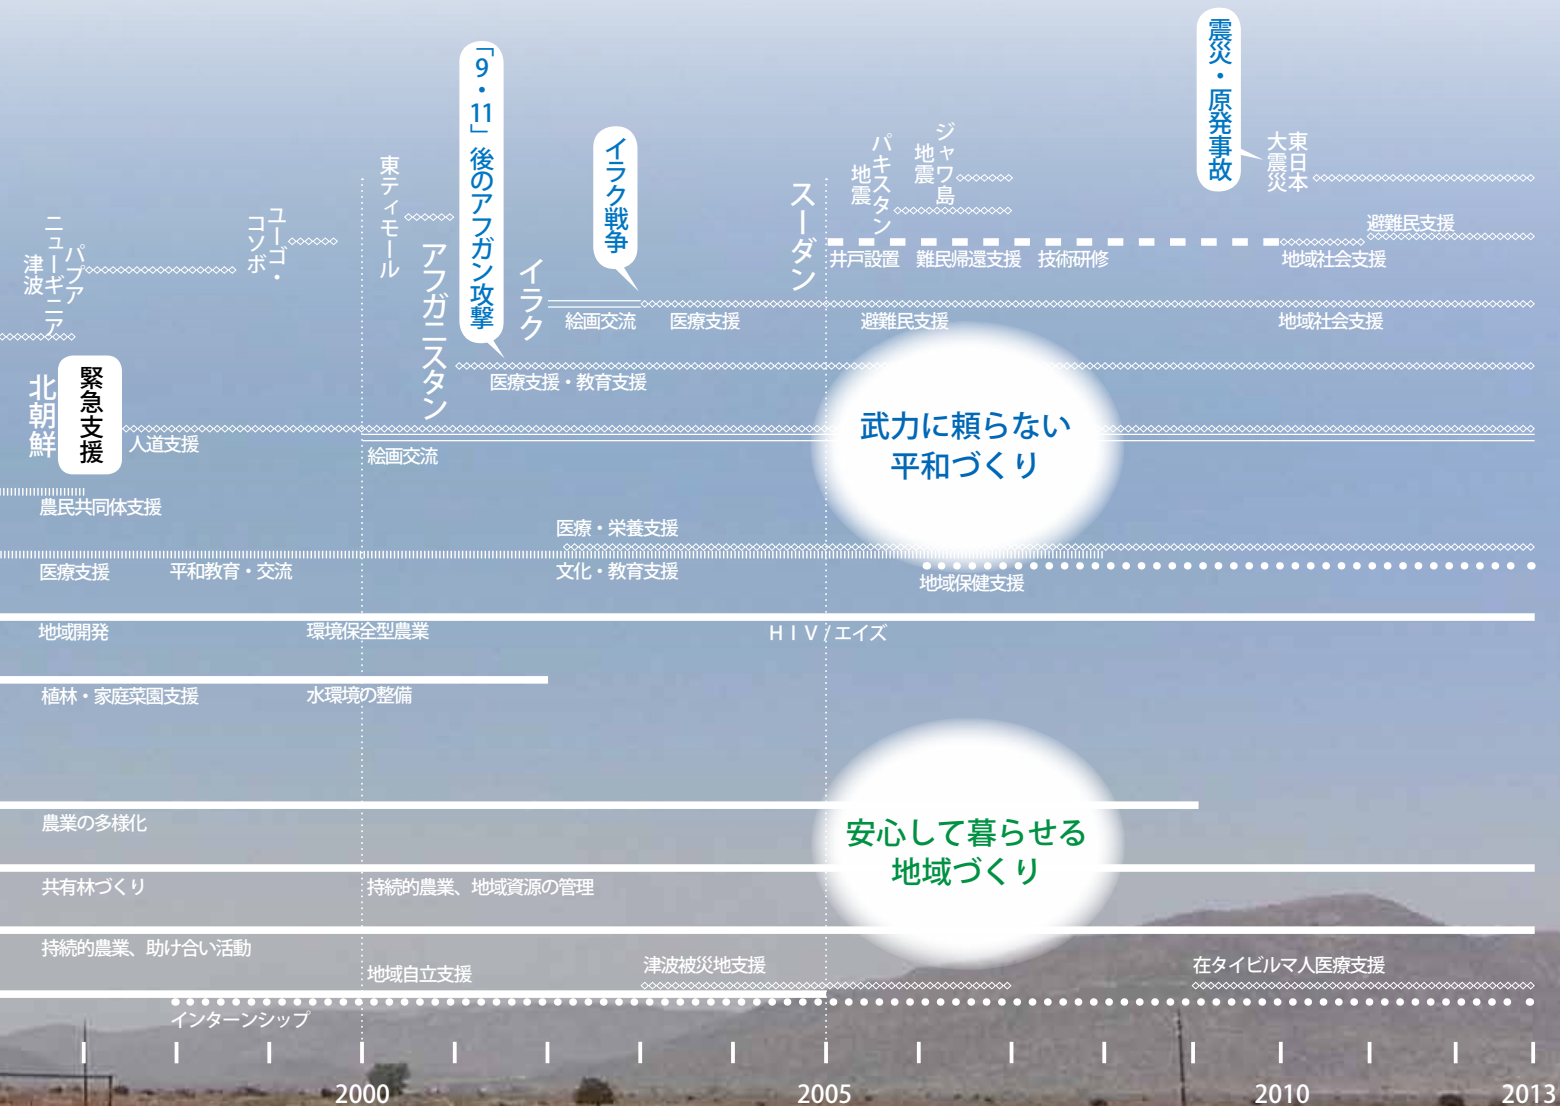 震災・原発事故
「9・11」後のアフガン攻撃
イラク戦争
東日本
大震災
ジャワ島
地震
パキスタン
地震
スーダン
東ティモール
アフガニスタン
イラク
ユーゴ・
コソボ
パプア
ニューギニア
津波
避難民支援
井戸設置 難民帰還支援 技術研修
地域社会支援
絵画交流 医療支援 避難民支援 地域社会支援
医療支援・教育支援
北朝鮮
緊急支援
人道支援
絵画交流
武力に頼らない
平和づくり
農民共同体支援
医療・栄養支援
医療支援 平和教育・交流 文化・教育支援
地域保健支援
地域開発 環境保全型農業 HIV/エイズ
植林・家庭菜園支援 水環境の整備
農業の多様化
安心して暮らせる
地域づくり
共有林づくり 持続的農業、地域資源の管理
持続的農業、助け合い活動
地域自立支援 津波被災地支援 在タイビルマ人医療支援
インターンシップ
2000 2005 2010 2013